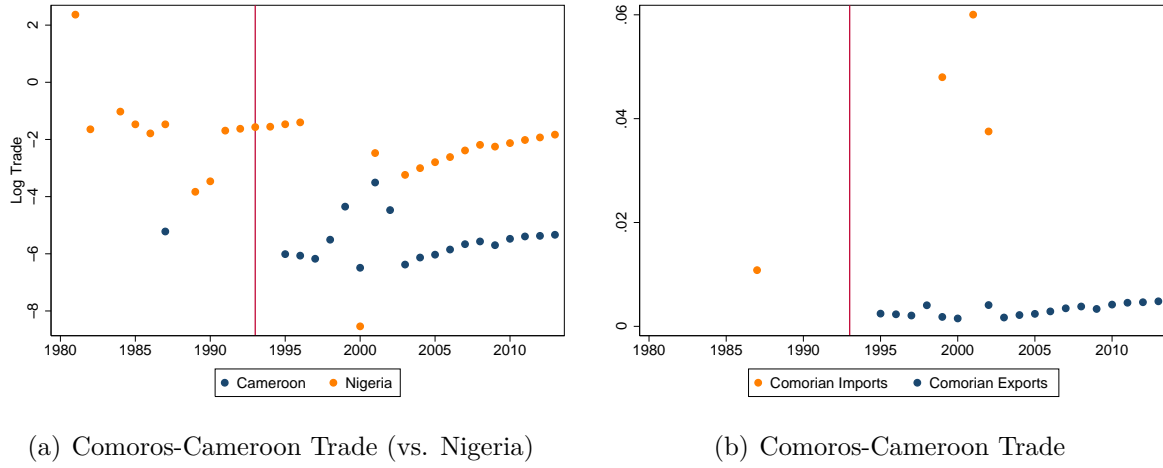 2
0
-2
-4
-6
-8
Log Trade
1980 1985 1990 1995 2000 2005 2010
Cameroon Nigeria
(a) Comoros-Cameroon Trade (vs. Nigeria)
.06
.04
.02
0
1980 1985 1990 1995 2000 2005 2010
Comorian Imports Comorian Exports
(b) Comoros-Cameroon Trade